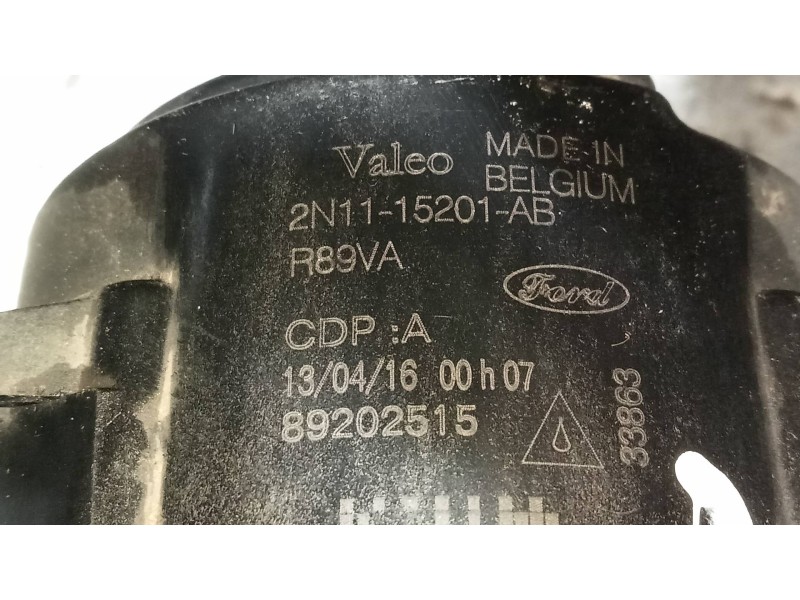 Valeo MADE IN
BELGIUM
2N11-15201-AB
R89VA
Ford
CDP :A
13/04/16 00 h 07
89202515
33863